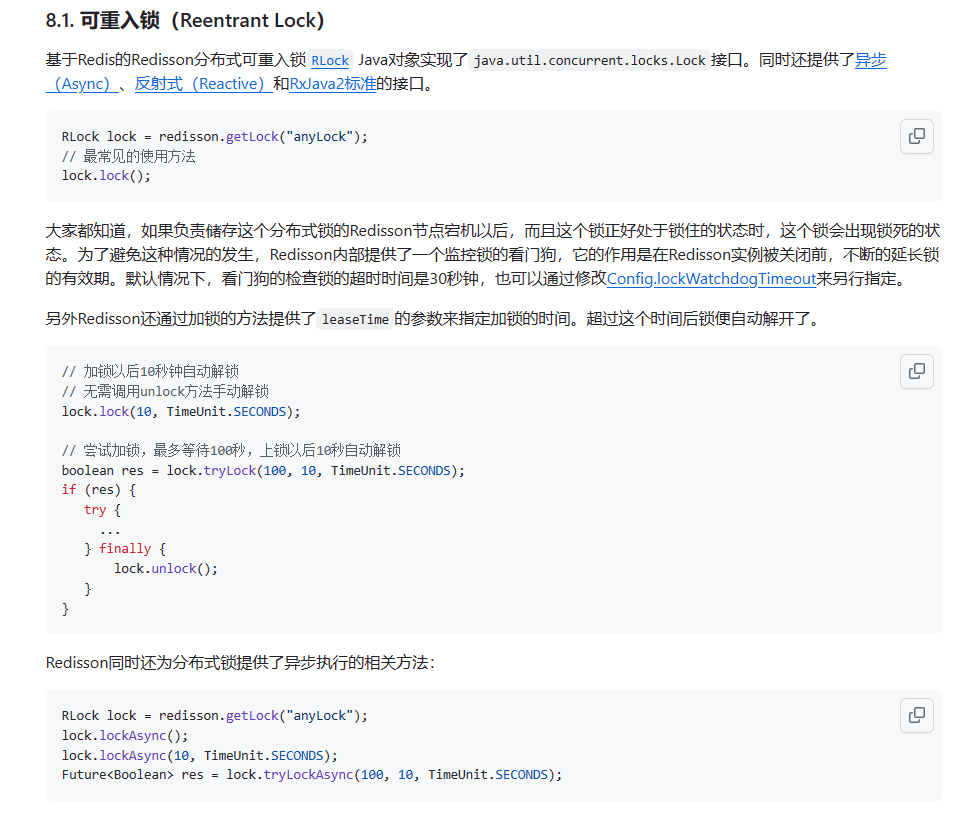 8.1. 可重入锁（Reentrant Lock）
基于Redis的Redisson分布式可重入锁 RLock Java对象实现了 java.util.concurrent.locks.Lock 接口。同时还提供了异步
（Async）、反射式（Reactive）和RxJava2标准的接口。
RLock lock = redisson.getLock("anyLock");
// 最常见的使用方法
lock.lock();
大家都知道，如果负责储存这个分布式锁的Redisson节点宕机以后，而且这个锁正好处于锁住的状态时，这个锁会出现锁死的状
态。为了避免这种情况的发生，Redisson内部提供了一个监控锁的看门狗，它的作用是在Redisson实例被关闭前，不断的延长锁
的有效期。默认情况下，看门狗的检查锁的超时时间是30秒钟，也可以通过修改Config.lockWatchdogTimeout来另行指定。
另外Redisson还通过加锁的方法提供了 leaseTime 的参数来指定加锁的时间。超过这个时间后锁便自动解开了。
// 加锁以后10秒钟自动解锁
// 无需调用unlock方法手动解锁
lock.lock(10, TimeUnit.SECONDS);
// 尝试加锁，最多等待100秒，上锁以后10秒自动解锁
boolean res = lock.tryLock(100, 10, TimeUnit.SECONDS);
if (res) {
   try {
     ...
   } finally {
       lock.unlock();
   }
}
Redisson同时还为分布式锁提供了异步执行的相关方法：
RLock lock = redisson.getLock("anyLock");
lock.lockAsync();
lock.lockAsync(10, TimeUnit.SECONDS);
Future<Boolean> res = lock.tryLockAsync(100, 10, TimeUnit.SECONDS);